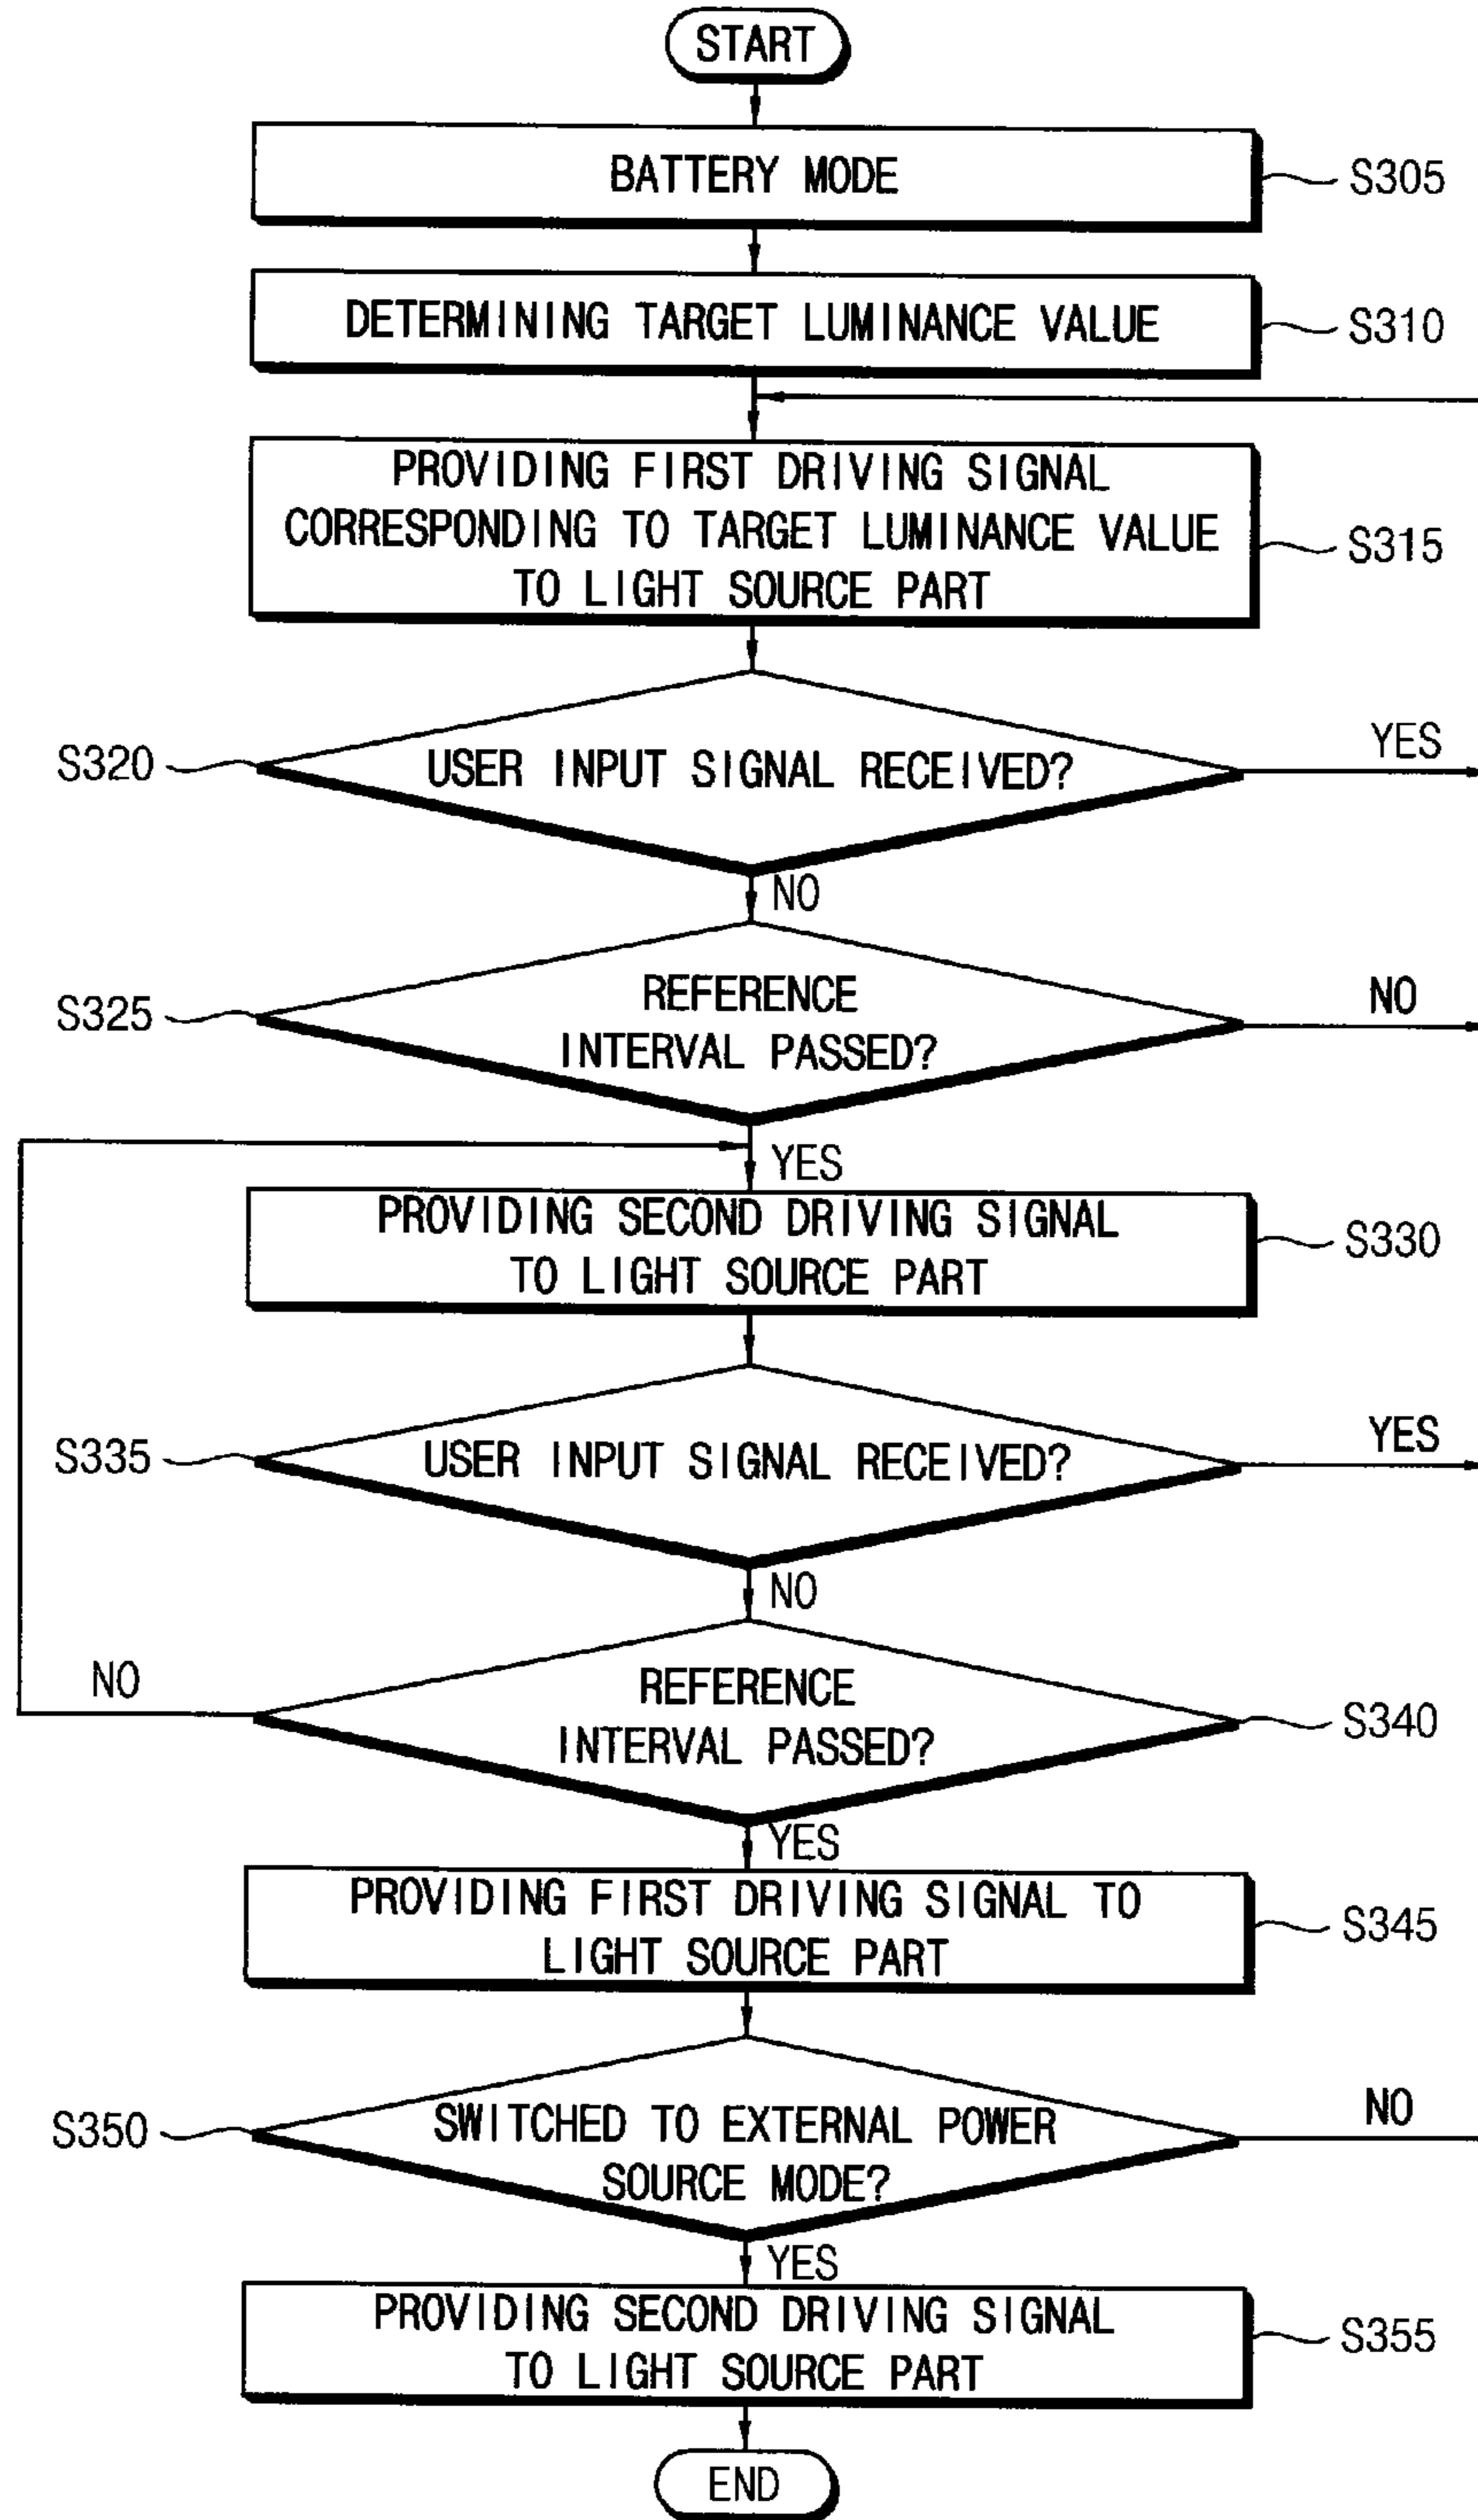 START
BATTERY MODE
S305
DETERMINING TARGET LUMINANCE VALUE
S310
PROVIDING FIRST DRIVING SIGNAL
CORRESPONDING TO TARGET LUMINANCE VALUE
TO LIGHT SOURCE PART
S315
S320
USER INPUT SIGNAL RECEIVED?
YES
NO
S325
REFERENCE
INTERVAL PASSED?
NO
YES
PROVIDING SECOND DRIVING SIGNAL
TO LIGHT SOURCE PART
S330
S335
USER INPUT SIGNAL RECEIVED?
YES
NO
NO
REFERENCE
INTERVAL PASSED?
S340
YES
PROVIDING FIRST DRIVING SIGNAL TO
LIGHT SOURCE PART
S345
S350
SWITCHED TO EXTERNAL POWER
SOURCE MODE?
NO
YES
PROVIDING SECOND DRIVING SIGNAL
TO LIGHT SOURCE PART
S355
END